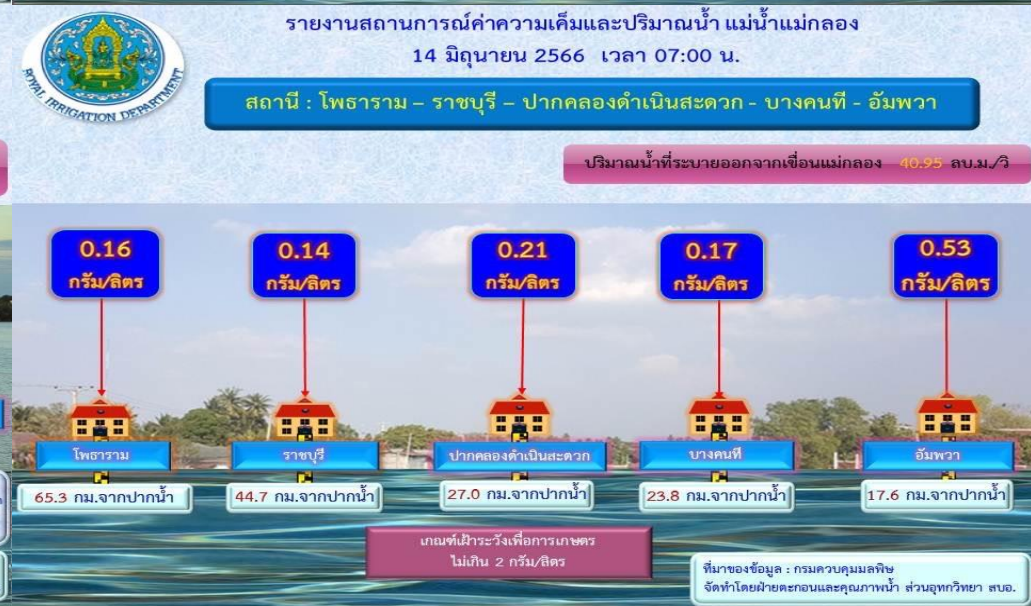 รายงานสถานการณ์ค่าความเค็มและปริมาณน้ำ แม่น้ำแม่กลอง
14 มิถุนายน 2566 เวลา 07:00 น.
ROYAL IRRIGATION DEPARTMENT
สถานี : โพธาราม – ราชบุรี – ปากคลองดำเนินสะดวก - บางคนที - อัมพวา
ปริมาณน้ำที่ระบายออกจากเขื่อนแม่กลอง 40.95 ลบ.ม./วิ
0.16
กรัม/ลิตร
0.14
กรัม/ลิตร
0.21
กรัม/ลิตร
0.17
กรัม/ลิตร
0.53
กรัม/ลิตร
โพธาราม
ราชบุรี
ปากคลองดำเนินสะดวก
บางคนที
อัมพวา
65.3 กม.จากปากน้ำ
44.7 กม.จากปากน้ำ
27.0 กม.จากปากน้ำ
23.8 กม.จากปากน้ำ
17.6 กม.จากปากน้ำ
เกณฑ์เฝ้าระวังเพื่อการเกษตร
ไม่เกิน 2 กรัม/ลิตร
ที่มาของข้อมูล : กรมควบคุมมลพิษ
จัดทำโดยฝ่ายตะกอนและคุณภาพน้ำ ส่วนอุทกวิทยา สบอ.